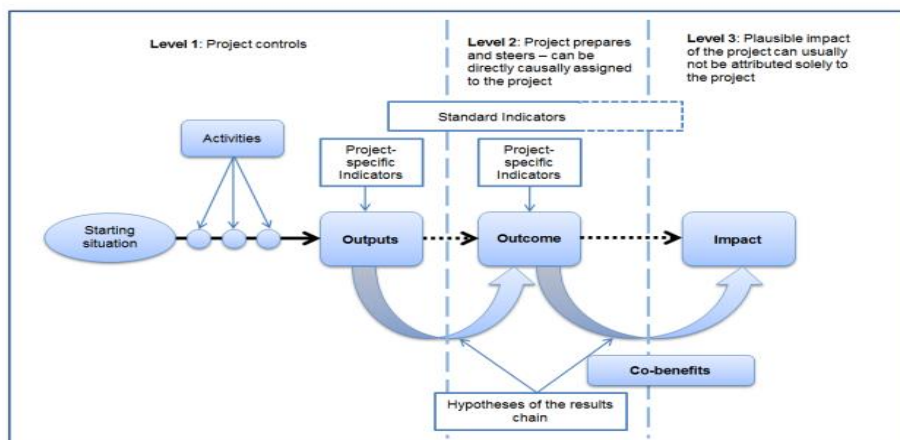 Level 1: Project controls
Level 2: Project prepares
and steers – can be
directly causally assigned
to the project
Level 3: Plausible impact
of the project can usually
not be attributed solely to
the project
Standard Indicators
Activities
Project-
specific
Indicators
Project-
specific
Indicators
Starting
situation
Outputs
Outcome
Impact
Co-benefits
Hypotheses of the results
chain